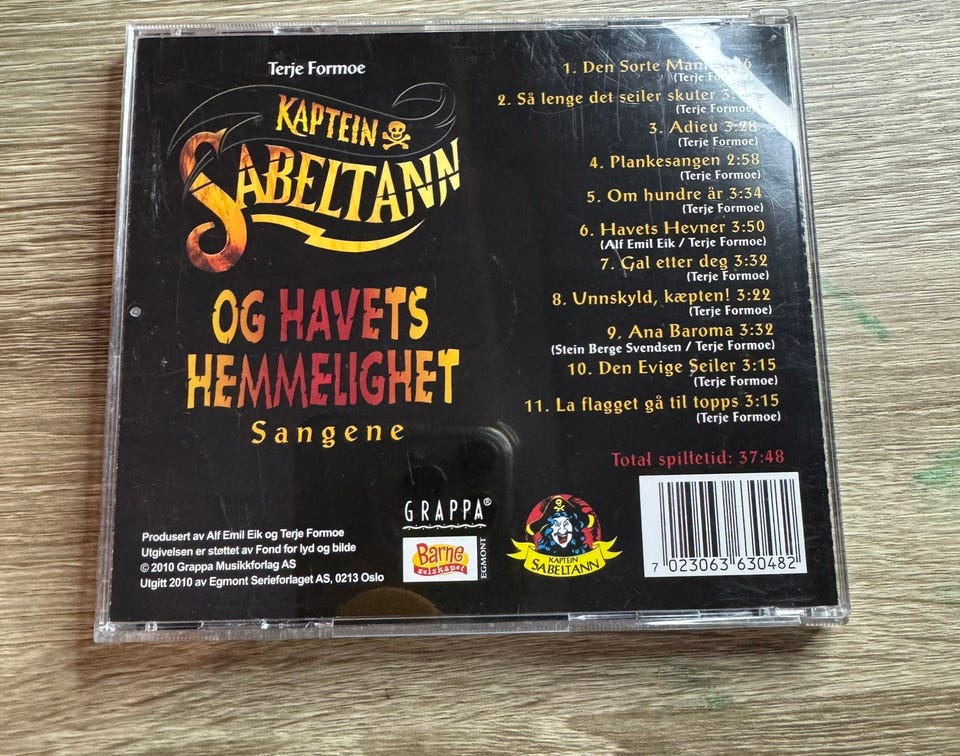 Terje Formoe
KAPTEIN
SABELTANN
OG HAVETS
HEMMELIGHET
Sangene
1. Den Sorte
(Terje Formoe)
2. Så lenge det seiler skuter
(Terje Formoe)
3. Adieu 3:28
(Terje Formoe)
4. Plankesangen 2:58
(Terje Formoe)
5. Om hundre år 3:34
(Terje Formoe)
6. Havets Hevner 3:50
(Alf Emil Eik / Terje Formoe)
7. Gal etter deg 3:32
(Terje Formoe)
8. Unnskyld, kæpten! 3:22
(Terje Formoe)
9. Ana Baroma 3:32
(Stein Berge Svendsen / Terje Formoe)
10. Den Evige Seiler 3:15
(Terje Formoe)
11. La flagget gå til topps 3:15
(Terje Formoe)
Total spilletid: 37:48
Produsert av Alf Emil Eik og Terje Formoe
Utgivelsen er støttet av Fond for lyd og bilde
© 2010 Grappa Musikkforlag AS
Utgitt 2010 av Egmont Serieforlaget AS, 0213 Oslo
GRAPPA®
Barne
selskapet
EGMONT
KAPTEIN
SABELTANN
7 023063 630482